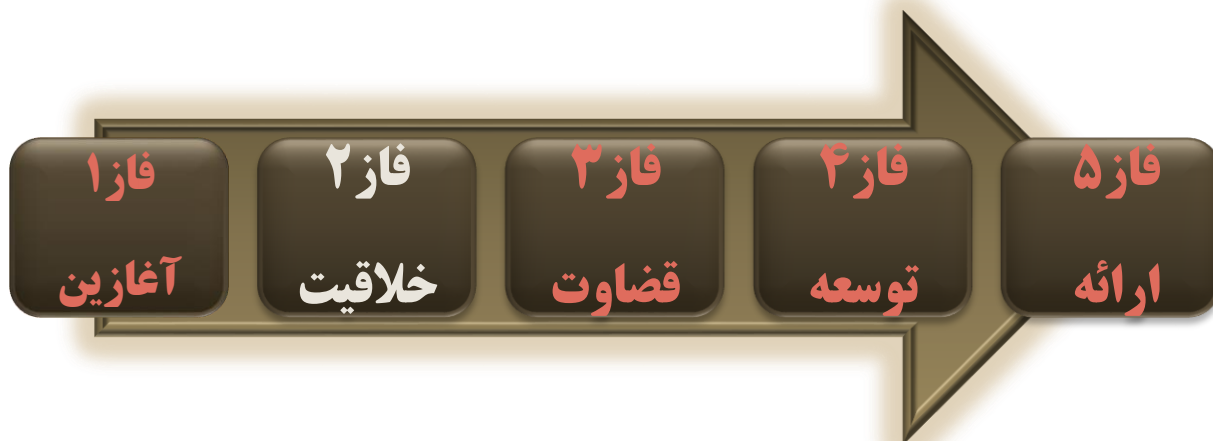 فاز۱
آغازین
فاز۲
خلاقیت
فاز۳
قضاوت
فاز۴
توسعه
فاز۵
ارائه